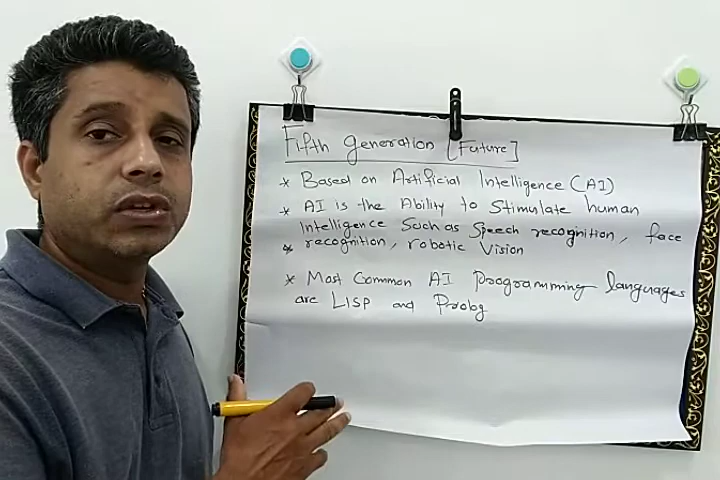 Fifth Generation [Future]
* Based on Artificial Intelligence (AI)
* AI is the Ability to Stimulate human
Intelligence Such as Speech recognition, face
* recognition, robotic Vision
* Most Common AI Programming languages
are LISP and Probg